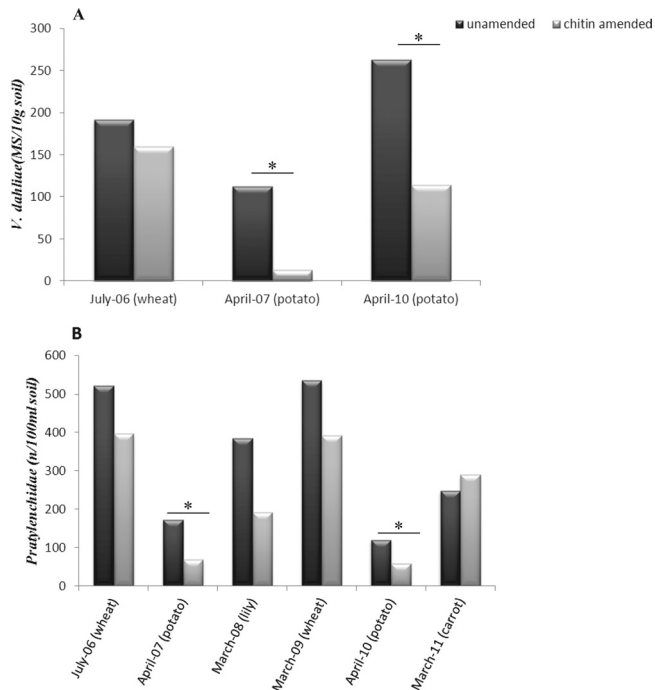 A
unamended
chitin amended
V. dahliae(MS/10g soil)
300
250
200
150
100
50
0
*
*
July-06 (wheat)
April-07 (potato)
April-10 (potato)
B
Pratylenchidae (n/100ml soil)
600
500
400
300
200
100
0
*
*
July-06 (wheat)
April-07 (potato)
March-08 (lily)
March-09 (wheat)
April-10 (potato)
March-11 (carrot)